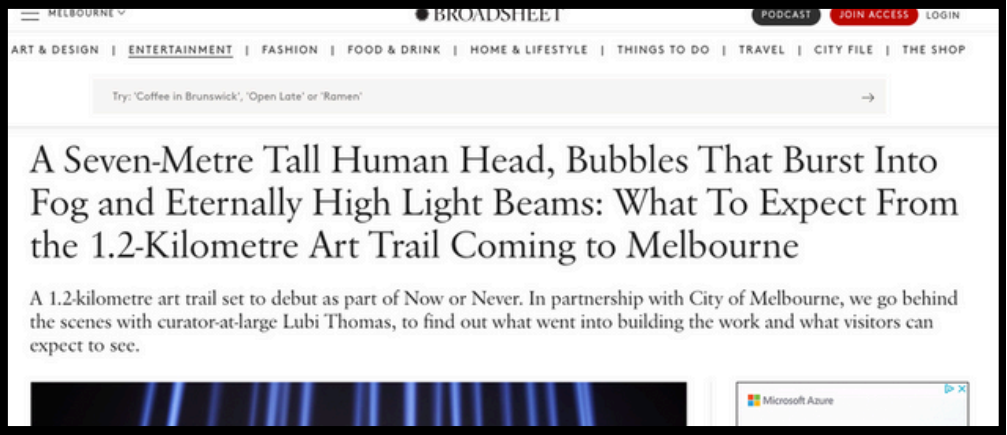 MELBOURNE
BROADSHEET
PODCAST
JOIN ACCESS
LOGIN
ART & DESIGN | ENTERTAINMENT | FASHION | FOOD & DRINK | HOME & LIFESTYLE | THINGS TO DO | TRAVEL | CITY FILE | THE SHOP
Try: 'Coffee in Brunswick', 'Open Late' or 'Ramen'
A Seven-Metre Tall Human Head, Bubbles That Burst Into
Fog and Eternally High Light Beams: What To Expect From
the 1.2-Kilometre Art Trail Coming to Melbourne
A 1.2-kilometre art trail set to debut as part of Now or Never. In partnership with City of Melbourne, we go behind
the scenes with curator-at-large Lubi Thomas, to find out what went into building the work and what visitors can
expect to see.
Microsoft Azure